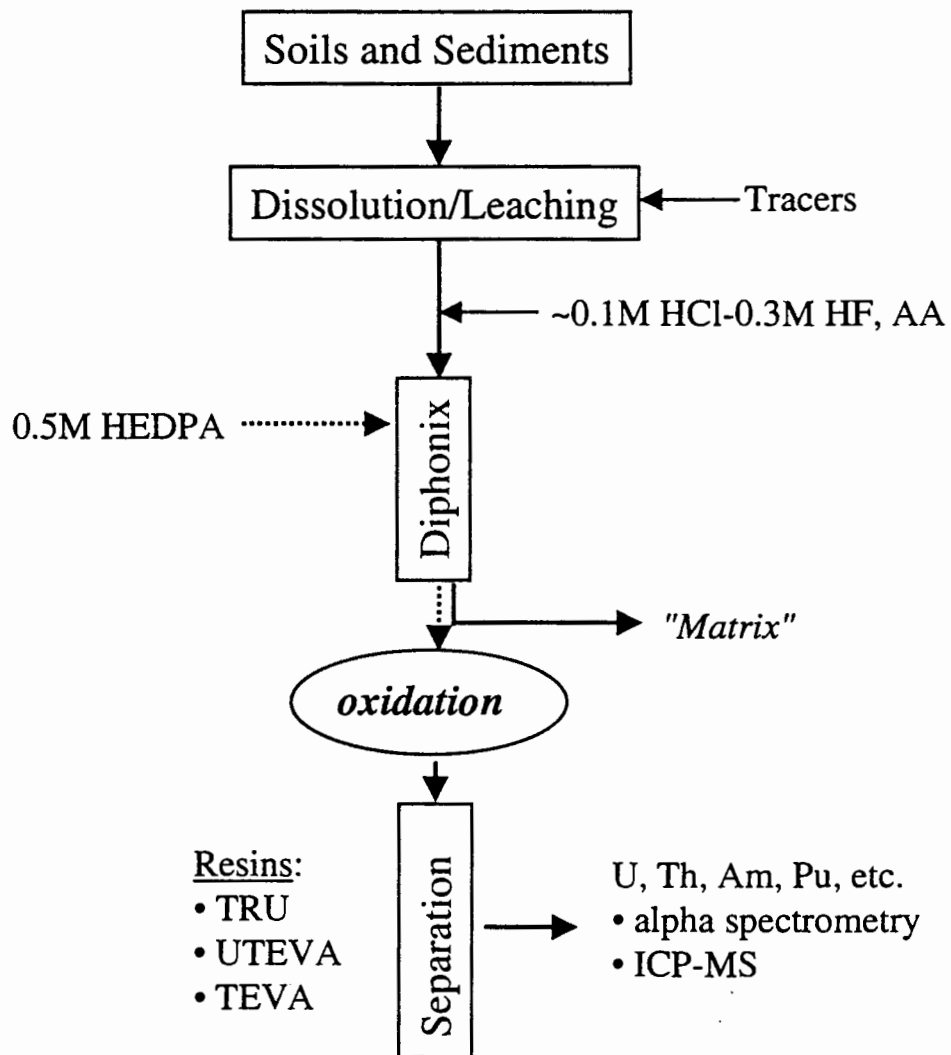 Soils and Sediments
Dissolution/Leaching
Tracers
~0.1M HCl-0.3M HF, AA
0.5M HEDPA
Diphonix
"Matrix"
oxidation
Resins:
• TRU
• UTEVA
• TEVA
Separation
U, Th, Am, Pu, etc.
• alpha spectrometry
• ICP-MS